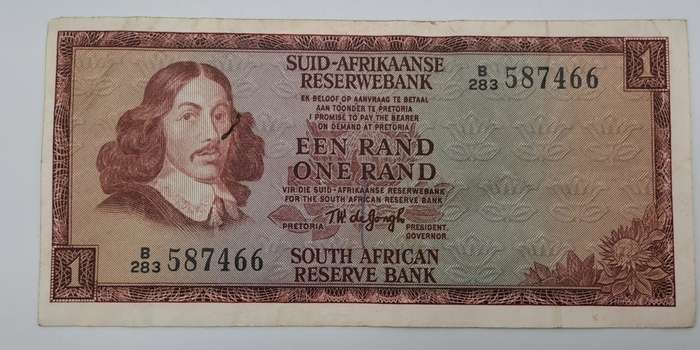 SUID-AFRIKAANSE
RESERWEBANK
B/283 587466
1
EK BELOOF OP AANVRAAG TE BETAAL
AAN TOONDER TE PRETORIA
I PROMISE TO PAY THE BEARER
ON DEMAND AT PRETORIA
EEN RAND
ONE RAND
VIR DIE SUID-AFRIKAANSE RESERWEBANK
FOR THE SOUTH AFRICAN RESERVE BANK
T.W. de Jongh
PRETORIA
PRESIDENT.
GOVERNOR.
B/283 587466
1
SOUTH AFRICAN
RESERVE BANK